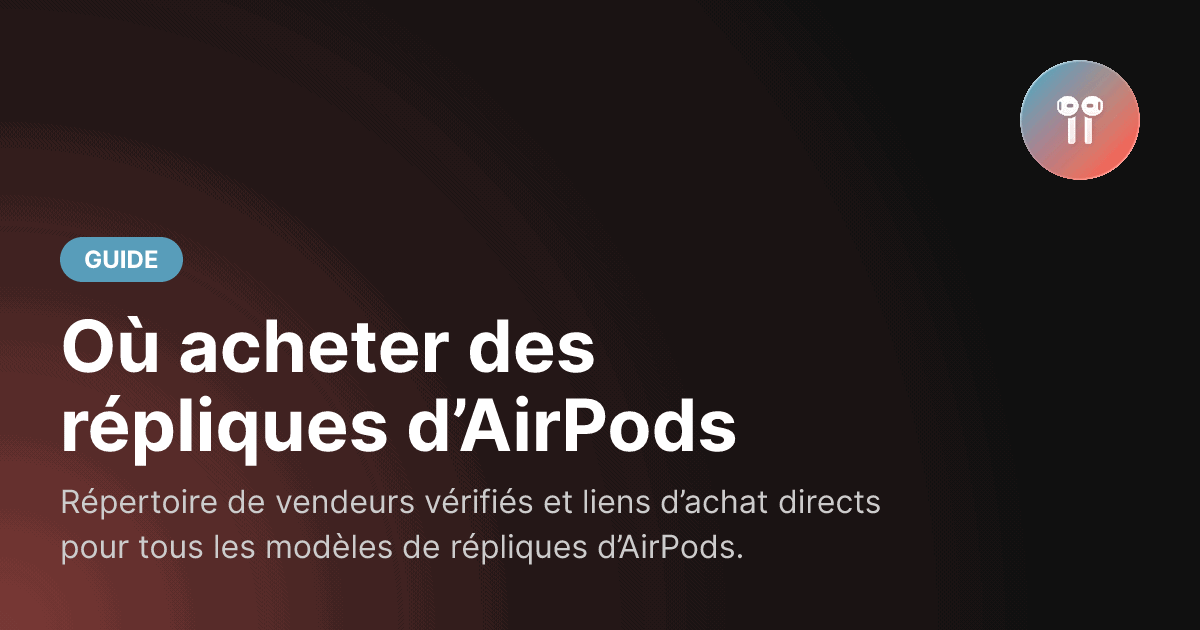 GUIDE
Où acheter des
répliques d’AirPods
Répertoire de vendeurs vérifiés et liens d’achat directs
pour tous les modèles de répliques d’AirPods.